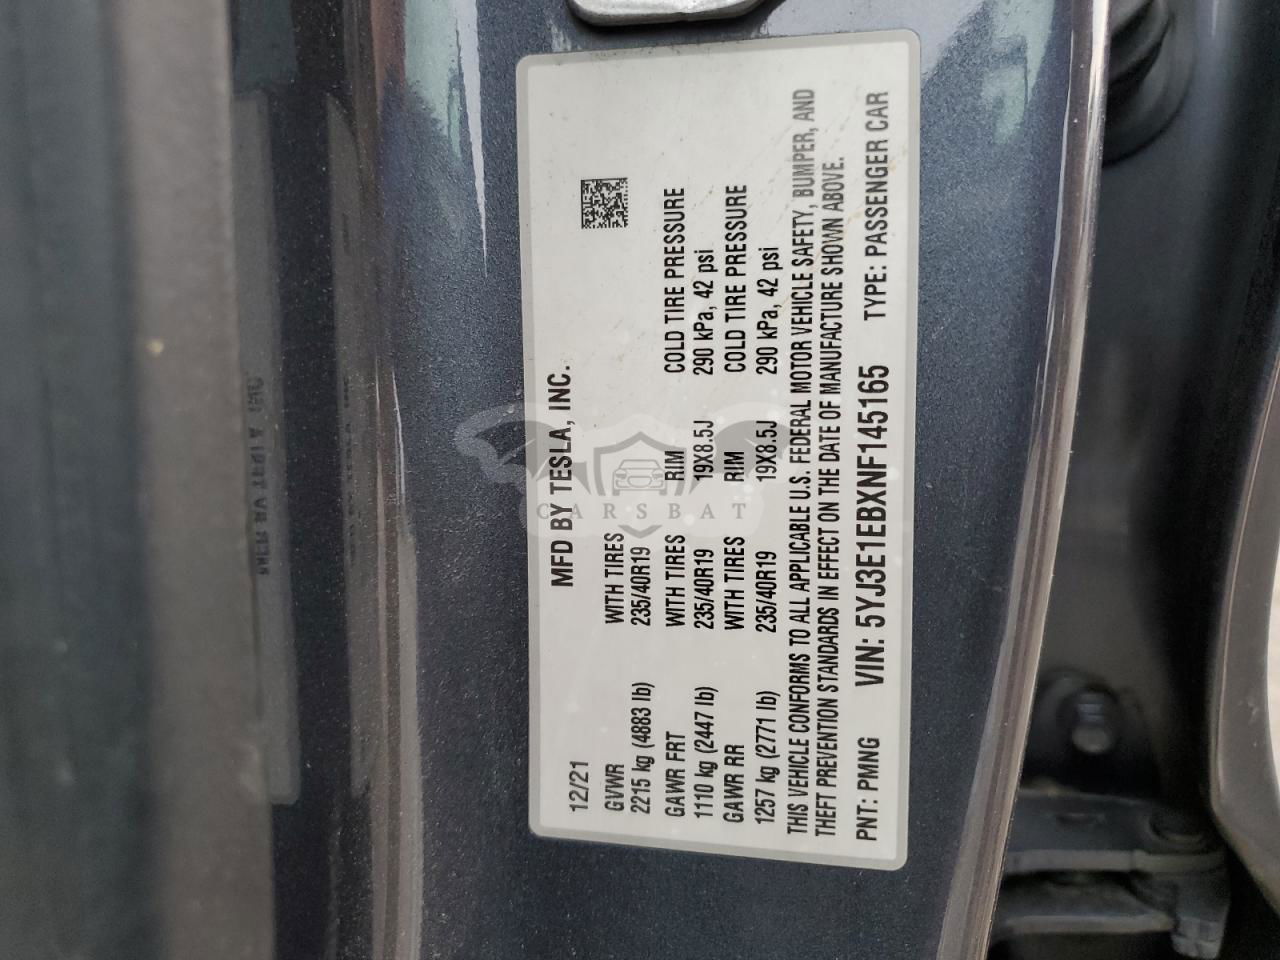 MFD BY TESLA, INC.
12/21
GVWR WITH TIRES
2215 kg (4883 lb) 235/40R19
GAWR FRT WITH TIRES RIM COLD TIRE PRESSURE
1110 kg (2447 lb) 235/40R19 19X8.5J 290 kPa, 42 psi
GAWR RR WITH TIRES RIM COLD TIRE PRESSURE
1257 kg (2771 lb) 235/40R19 19X8.5J 290 kPa, 42 psi
THIS VEHICLE CONFORMS TO ALL APPLICABLE U.S. FEDERAL MOTOR VEHICLE SAFETY, BUMPER, AND
THEFT PREVENTION STANDARDS IN EFFECT ON THE DATE OF MANUFACTURE SHOWN ABOVE.
PNT: PMNG VIN: 5YJ3E1EBXNF145165 TYPE: PASSENGER CAR
CARSBAT